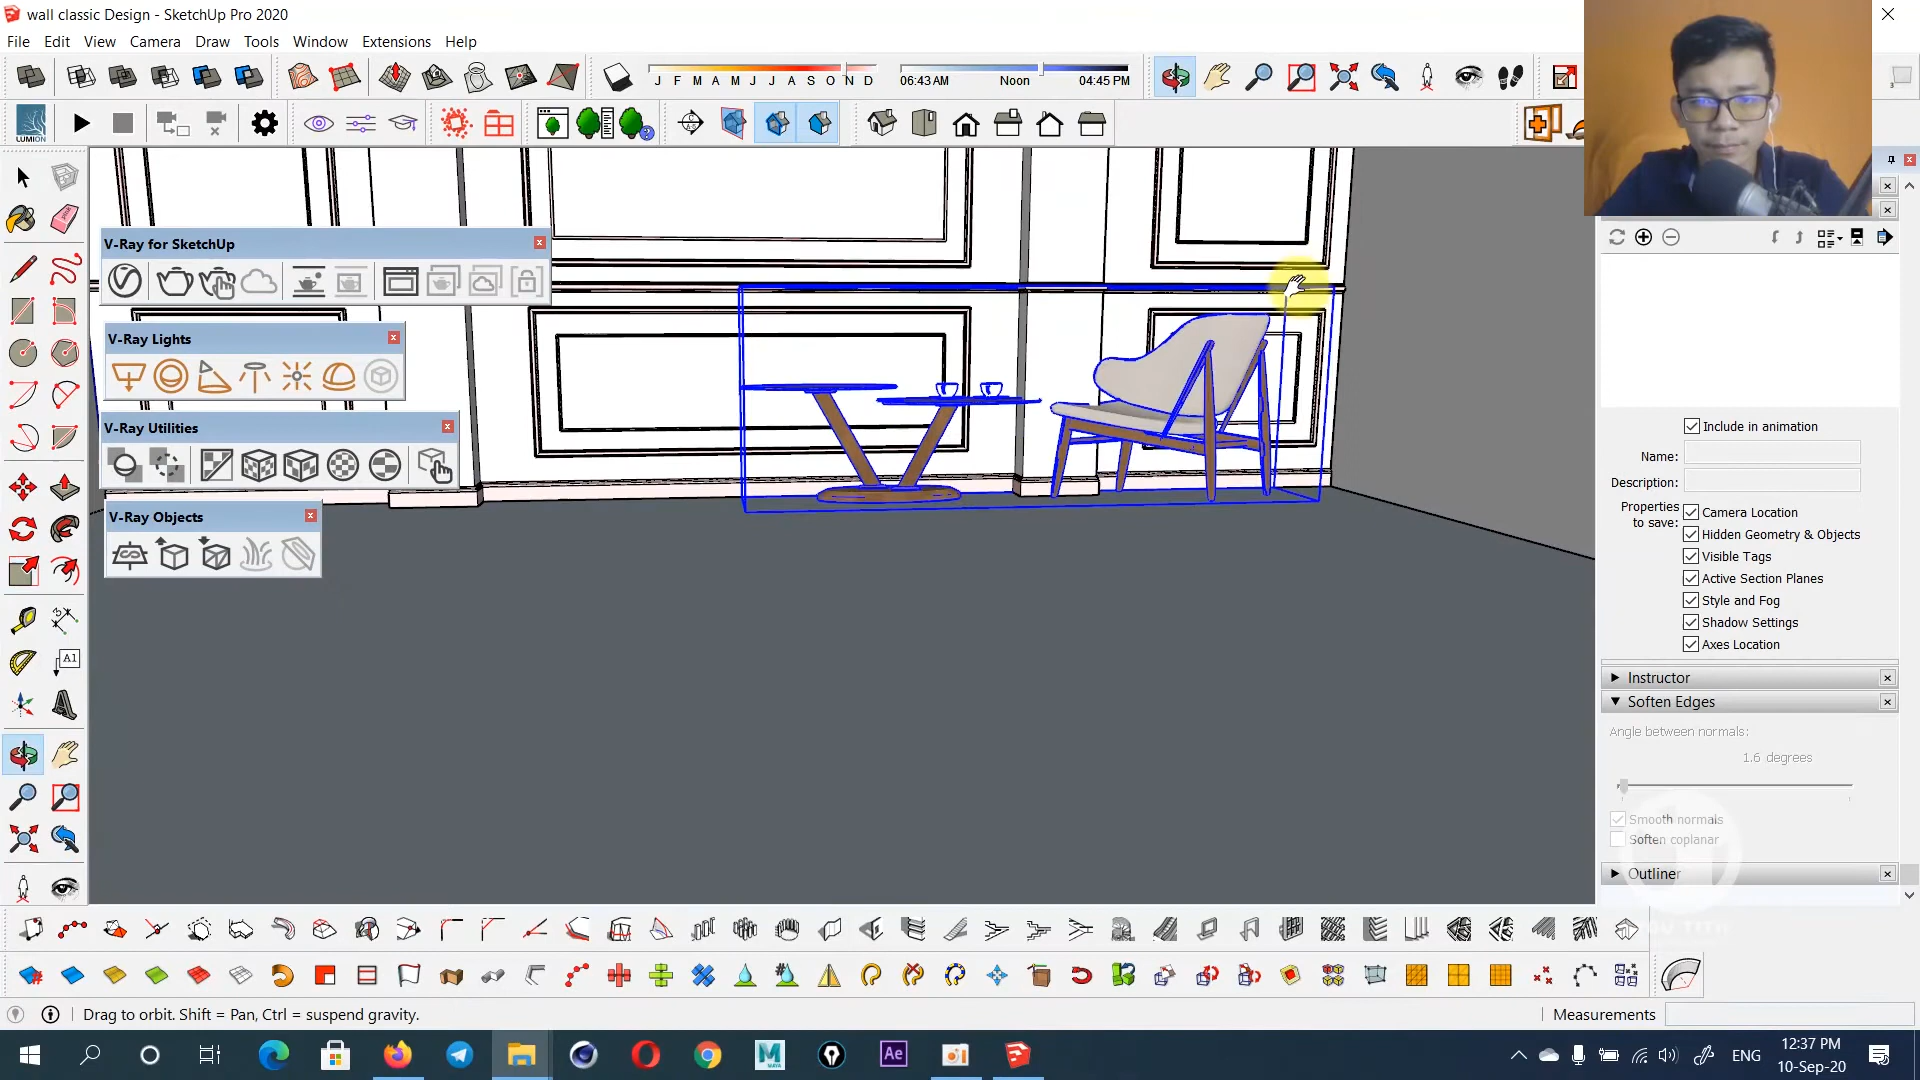 wall classic Design - SketchUp Pro 2020
File Edit View Camera Draw Tools Window Extensions Help
J F M A M J J A S O N D
06:43 AM Noon 04:45 PM
LUMION
V-Ray for SketchUp
V-Ray Lights
V-Ray Utilities
V-Ray Objects
A1
Include in animation
Name:
Description:
Properties to save:
Camera Location
Hidden Geometry & Objects
Visible Tags
Active Section Planes
Style and Fog
Shadow Settings
Axes Location
Instructor
Soften Edges
Angle between normals:
1.6 degrees
Smooth normals
Soften coplanar
Outliner
Drag to orbit. Shift = Pan, Ctrl = suspend gravity.
Measurements
M
Ae
ENG
12:37 PM
10-Sep-20